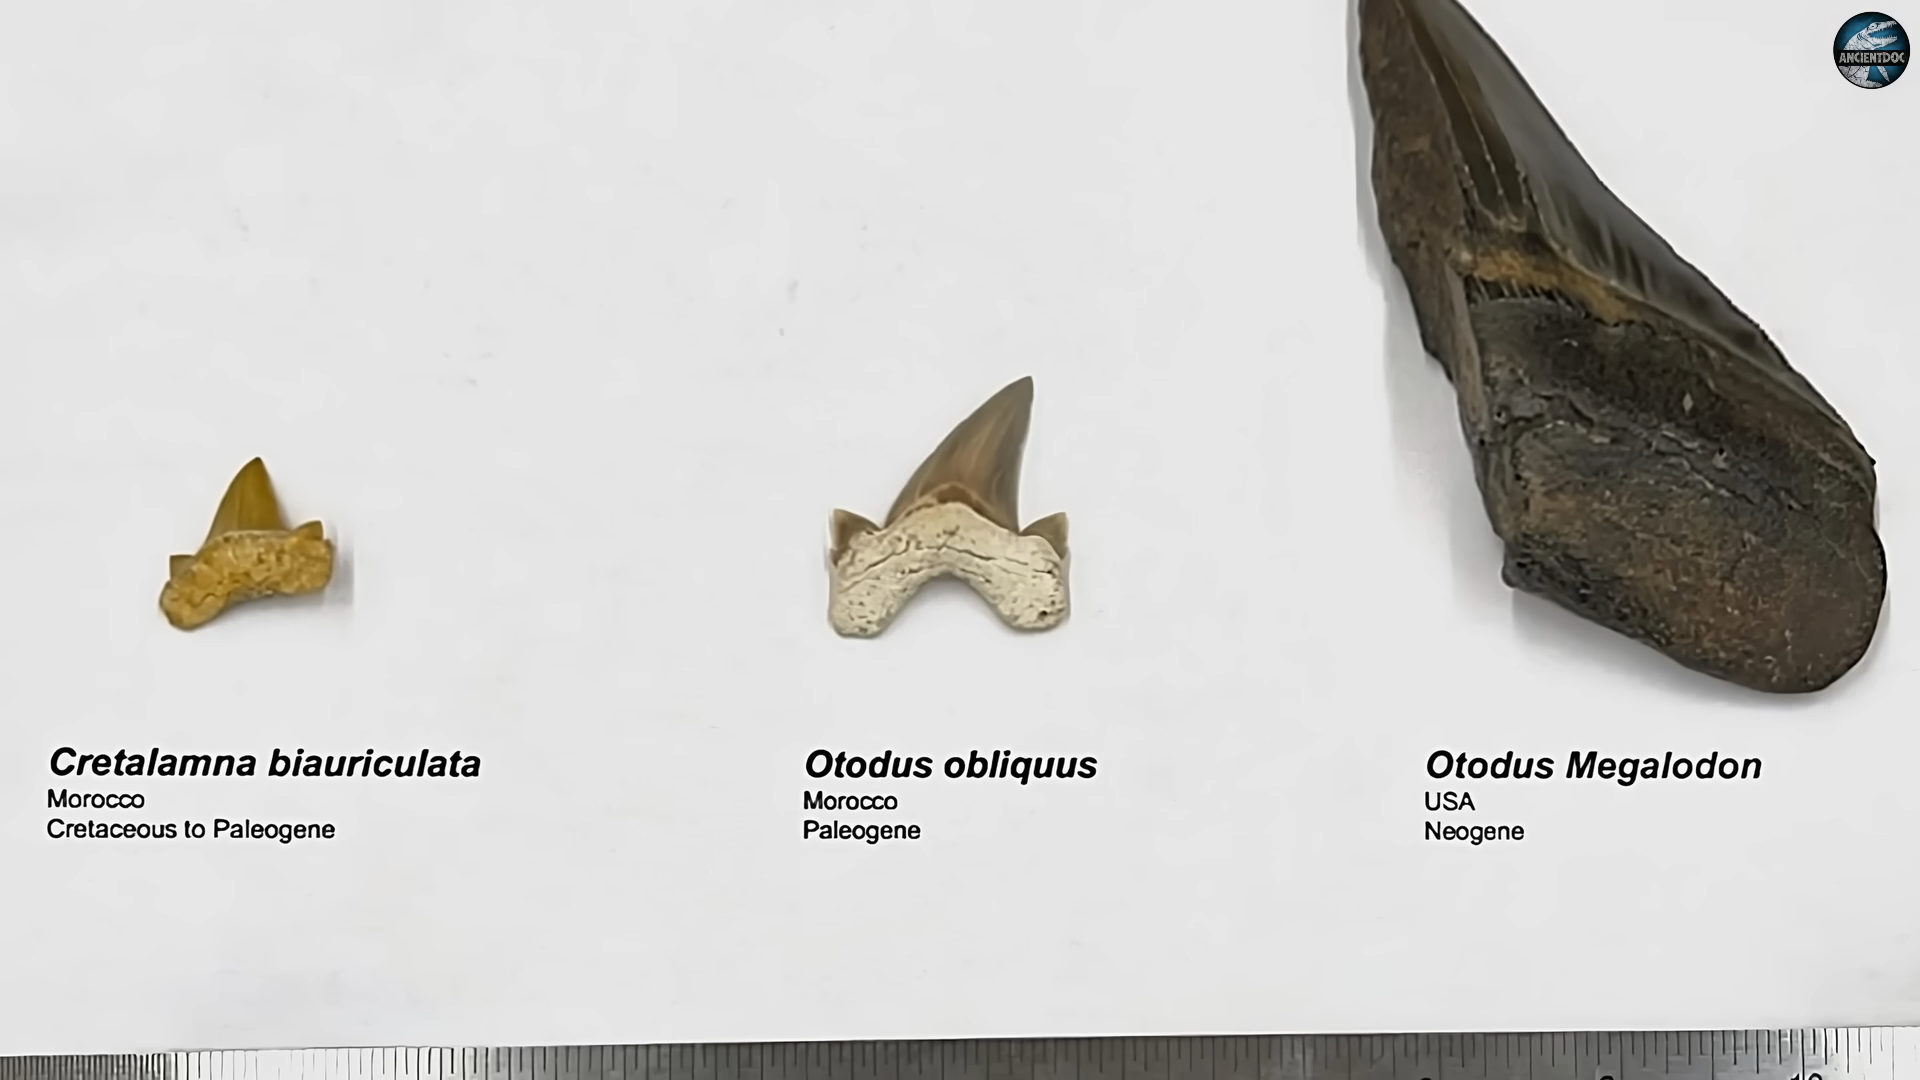 ANCIENTDOC
Cretalamna biauriculata
Morocco
Cretaceous to Paleogene
Otodus obliquus
Morocco
Paleogene
Otodus Megalodon
USA
Neogene